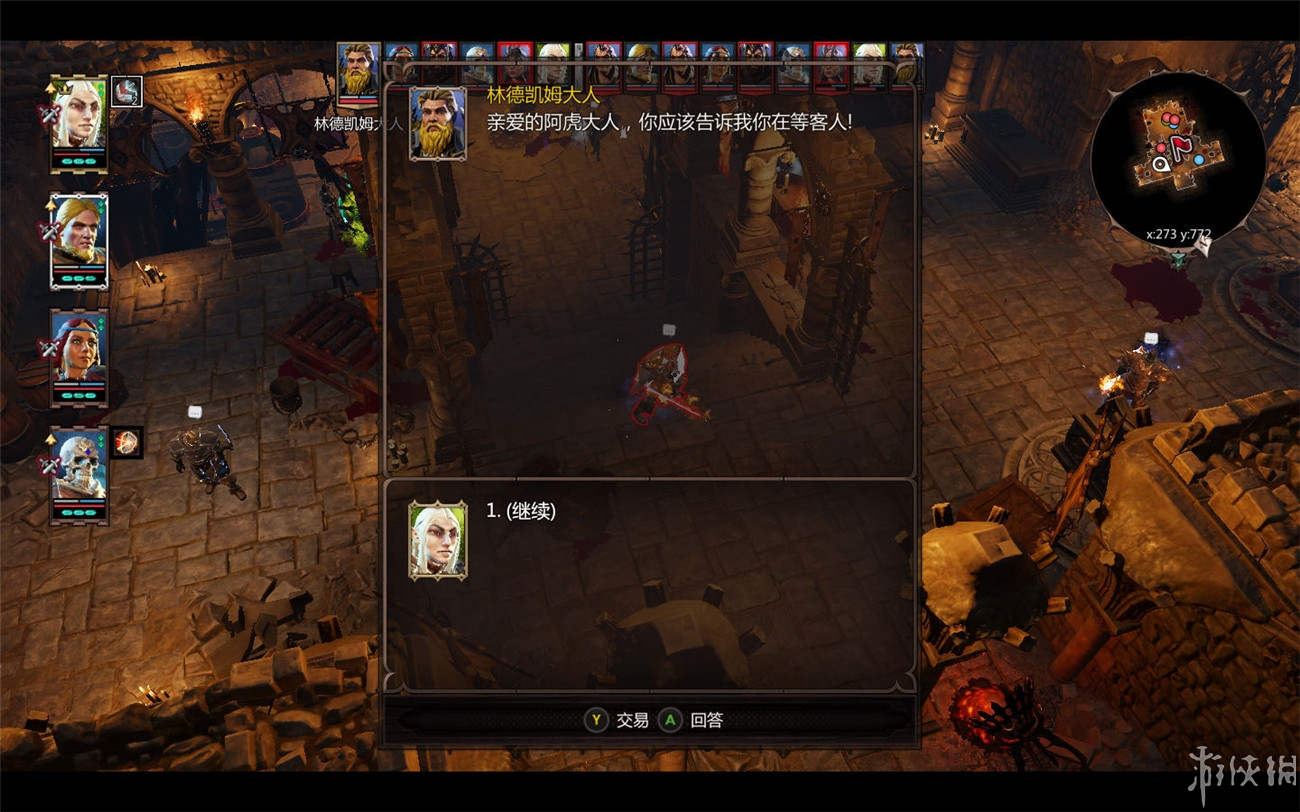 林德凯姆大人
林德凯姆大人
亲爱的阿虎大人，你应该告诉我你在等客人!
x:273 y:772
2
1. (继续)
Y 交易 A 回答
游侠网